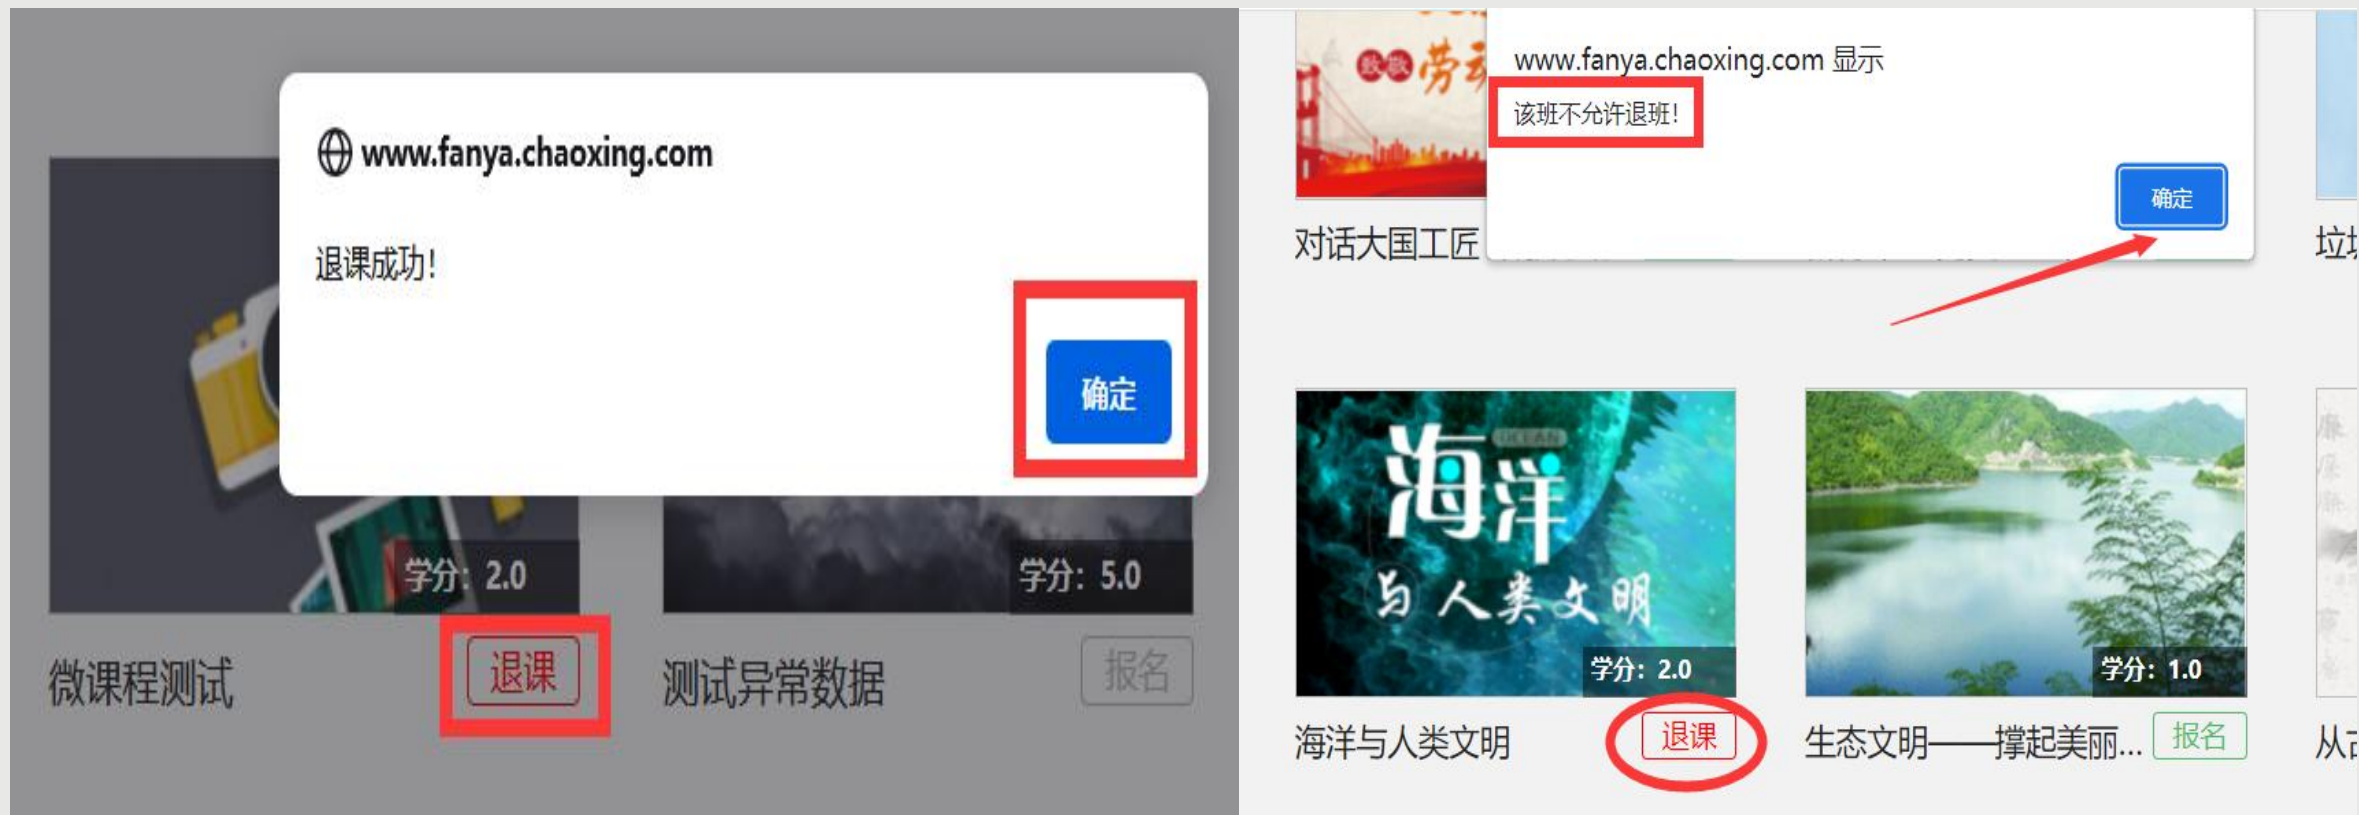 www.fanya.chaoxing.com
退课成功!
确定
学分: 2.0
学分: 5.0
微课程测试
退课
测试异常数据
报名
致敬
www.fanya.chaoxing.com 显示
该班不允许退班!
确定
对话大国工匠
海洋
OCEAN
与人类文明
学分: 2.0
学分: 1.0
海洋与人类文明
退课
生态文明——撑起美丽...
报名